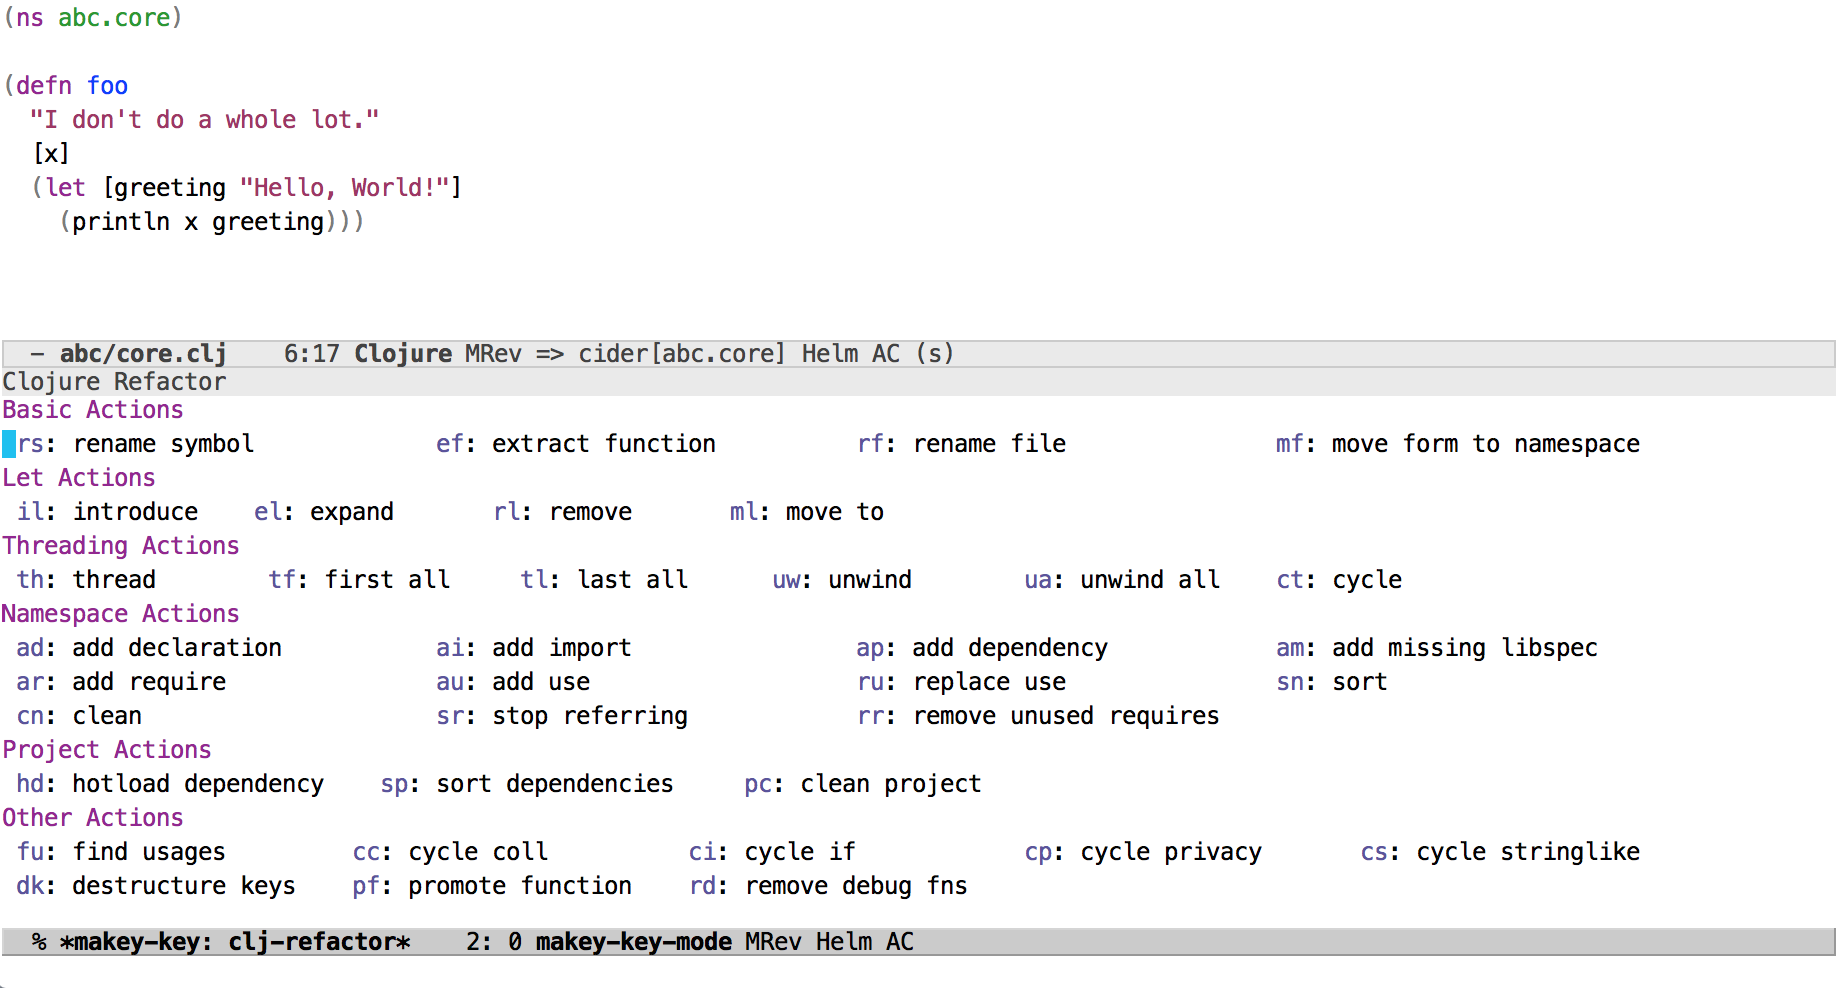 (ns abc.core)
(defn foo
"I don't do a whole lot."
[x]
(let [greeting "Hello, World!"]
(println x greeting)))
– abc/core.clj 6:17 Clojure MRev => cider[abc.core] Helm AC (s)
Clojure Refactor
Basic Actions
rs: rename symbol ef: extract function rf: rename file mf: move form to namespace
Let Actions
il: introduce el: expand rl: remove ml: move to
Threading Actions
th: thread tf: first all tl: last all uw: unwind ua: unwind all ct: cycle
Namespace Actions
ad: add declaration ai: add import ap: add dependency am: add missing libspec
ar: add require au: add use ru: replace use sn: sort
cn: clean sr: stop referring rr: remove unused requires
Project Actions
hd: hotload dependency sp: sort dependencies pc: clean project
Other Actions
fu: find usages cc: cycle coll ci: cycle if cp: cycle privacy cs: cycle stringlike
dk: destructure keys pf: promote function rd: remove debug fns
% *makey-key: clj-refactor* 2: 0 makey-key-mode MRev Helm AC